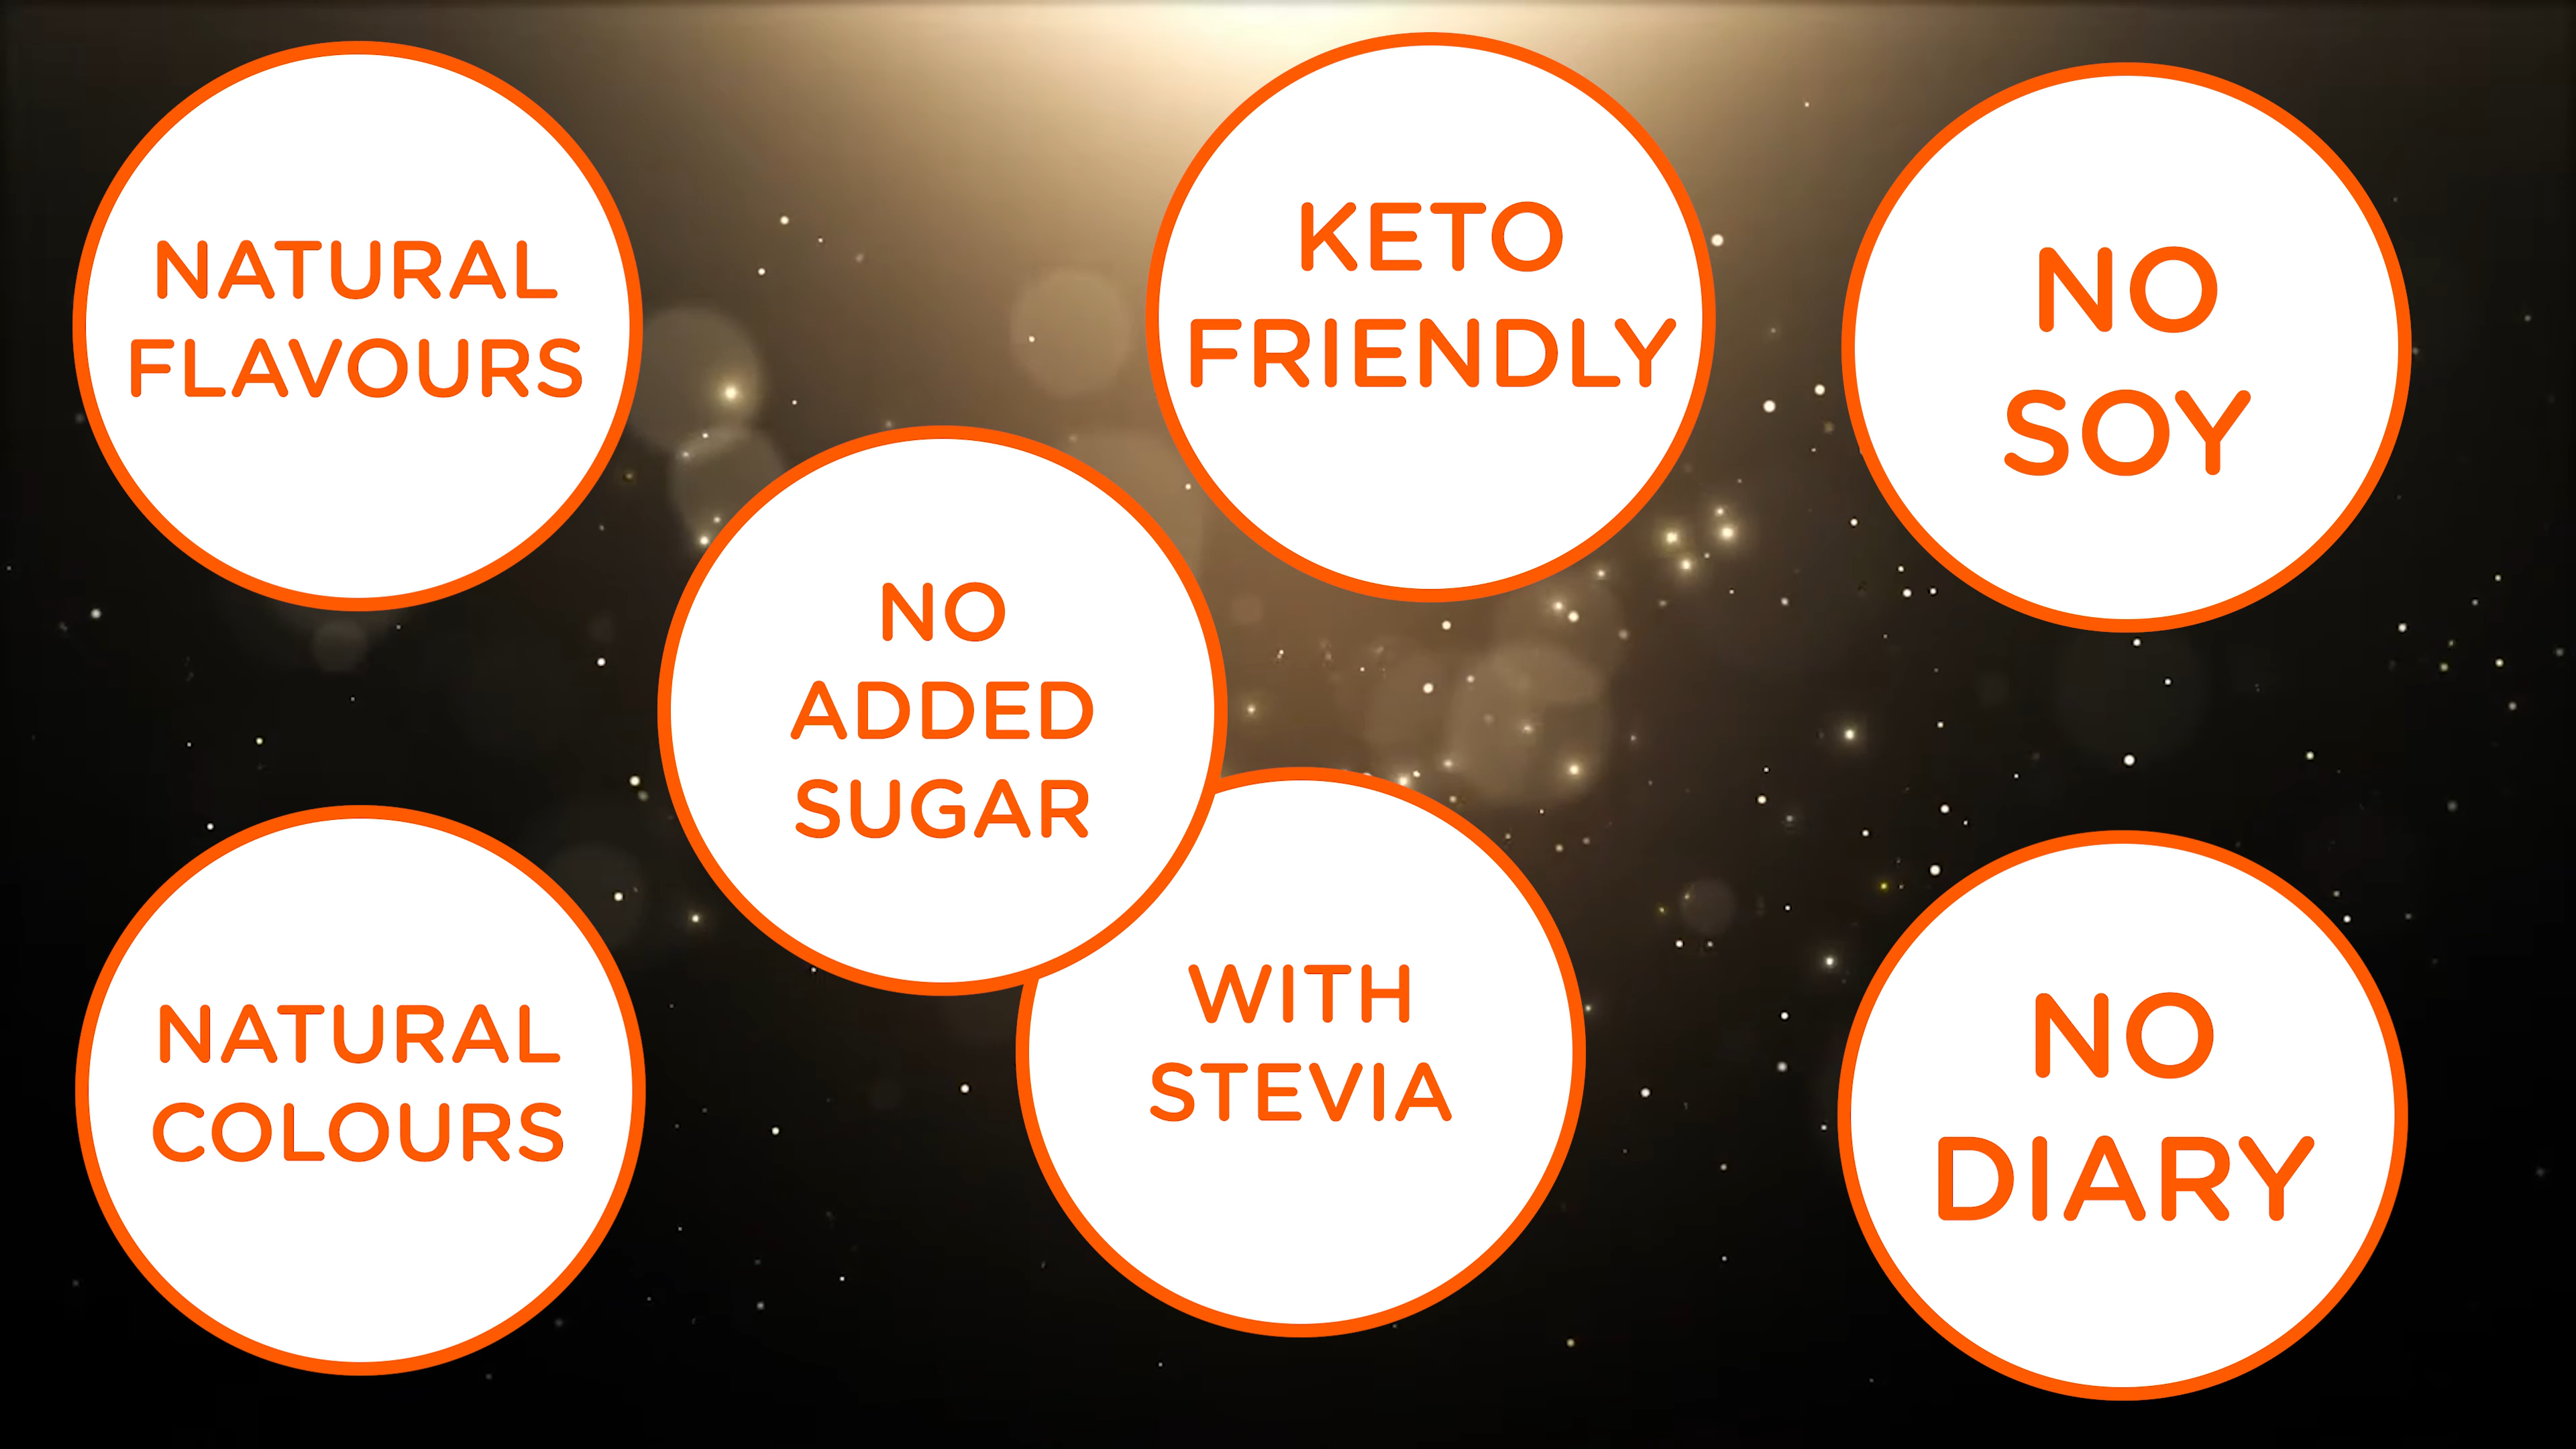 NATURAL
FLAVOURS
KETO
FRIENDLY
NO
SOY
NO
ADDED
SUGAR
NATURAL
COLOURS
WITH
STEVIA
NO
DIARY